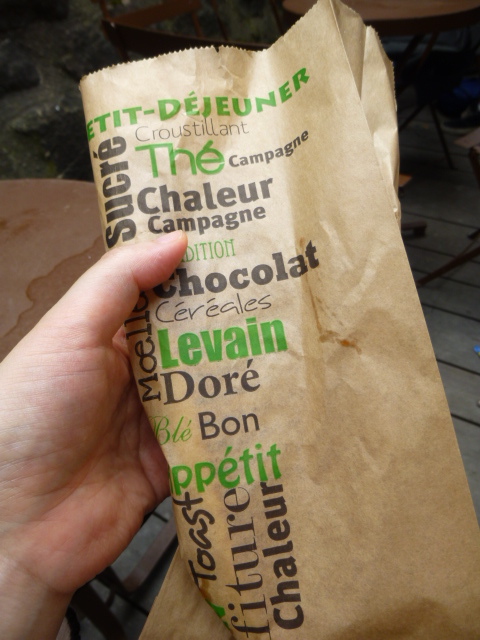 ETIT-DÉJEUNER
Croustillant
Sucré
Thé Campagne
Chaleur
Campagne
DITION
Chocolat
Céréales
Moelle
Levain
Doré
Blé Bon
ppétit
Toast
fiture
Chaleur